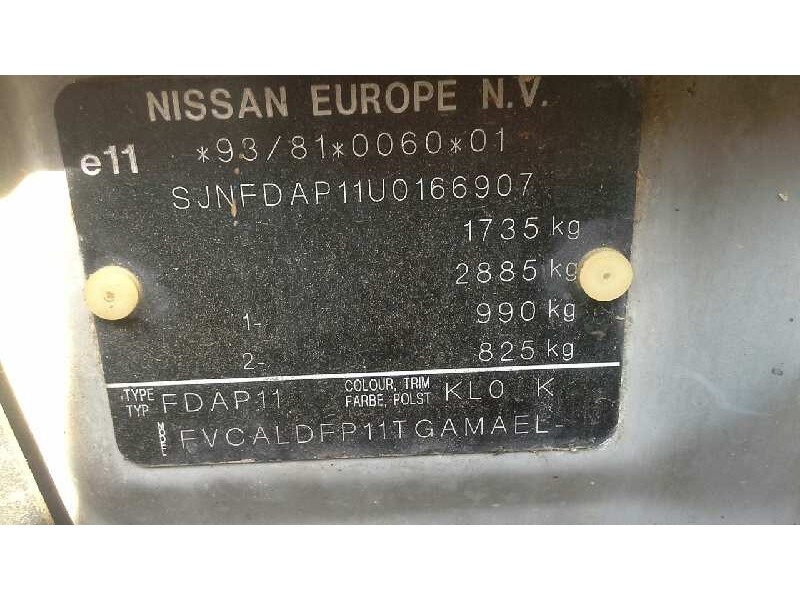 NISSAN EUROPE N.V.
e11 *93/81*0060*01
SJNFDAP11U0166907
1735 kg
2885 kg
1- 990 kg
2- 825 kg
TYPE TYP FDAP11 COLOUR, TRIM FARBE, POLST KL0 K
MODEL FVCALDFP11TGAMAEL-